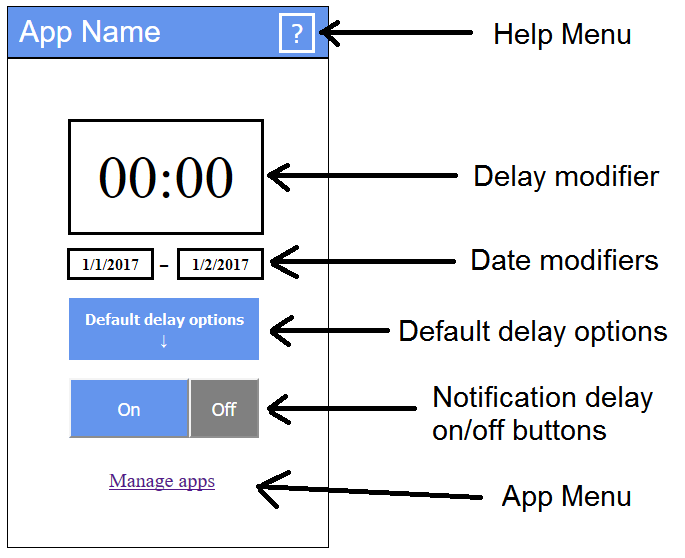 App Name ?
Help Menu
00:00
Delay modifier
1/1/2017 – 1/2/2017
Date modifiers
Default delay options
↓
Default delay options
On Off
Notification delay
on/off buttons
Manage apps
App Menu